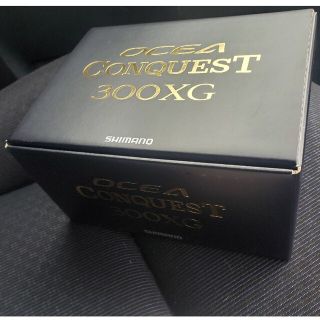 OCEA
CONQUEST
300XG
SHIMANO
OCEA
CONQUEST
300XG
SHIMANO